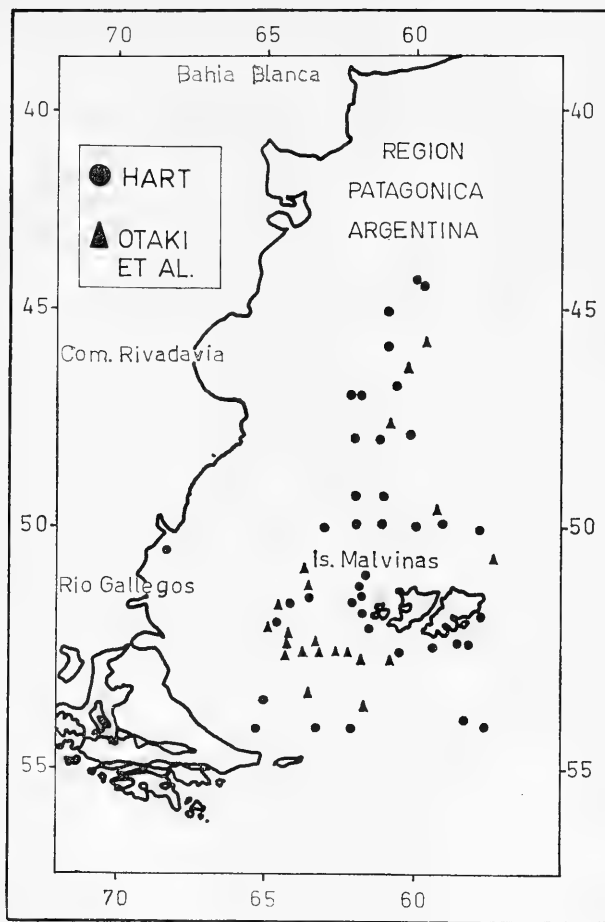 70 65 60
Bahia Blanca
40 40
REGION
PATAGONICA
ARGENTINA
HART
OTAKI
ET AL.
45 45
Com. Rivadavia
50 50
Is. Malvinas
Rio Gallegos
55 55
70 65 60